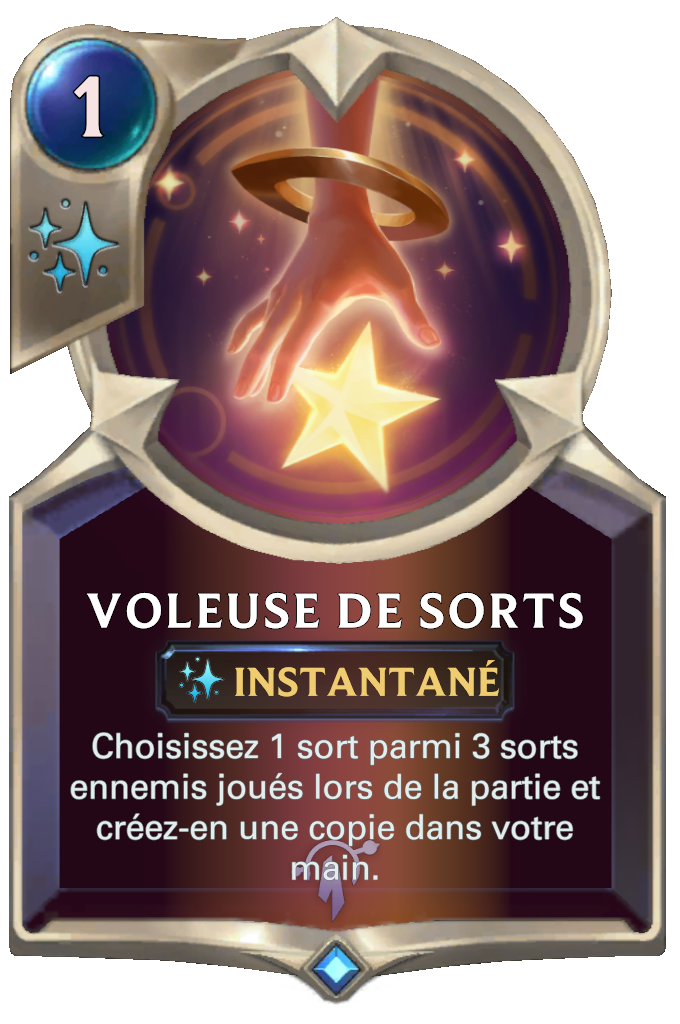 1
VOLEUSE DE SORTS
INSTANTANÉ
Choisissez 1 sort parmi 3 sorts
ennemis joués lors de la partie et
créez-en une copie dans votre
main.